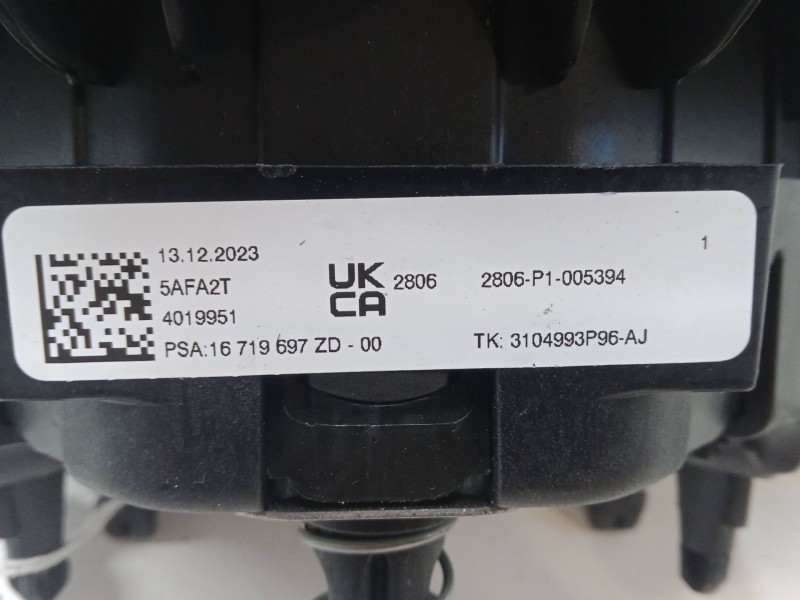 13.12.2023
5AFA2T
4019951
PSA:16 719 697 ZD - 00
UK
CA
2806
2806-P1-005394
TK: 3104993P96-AJ
1